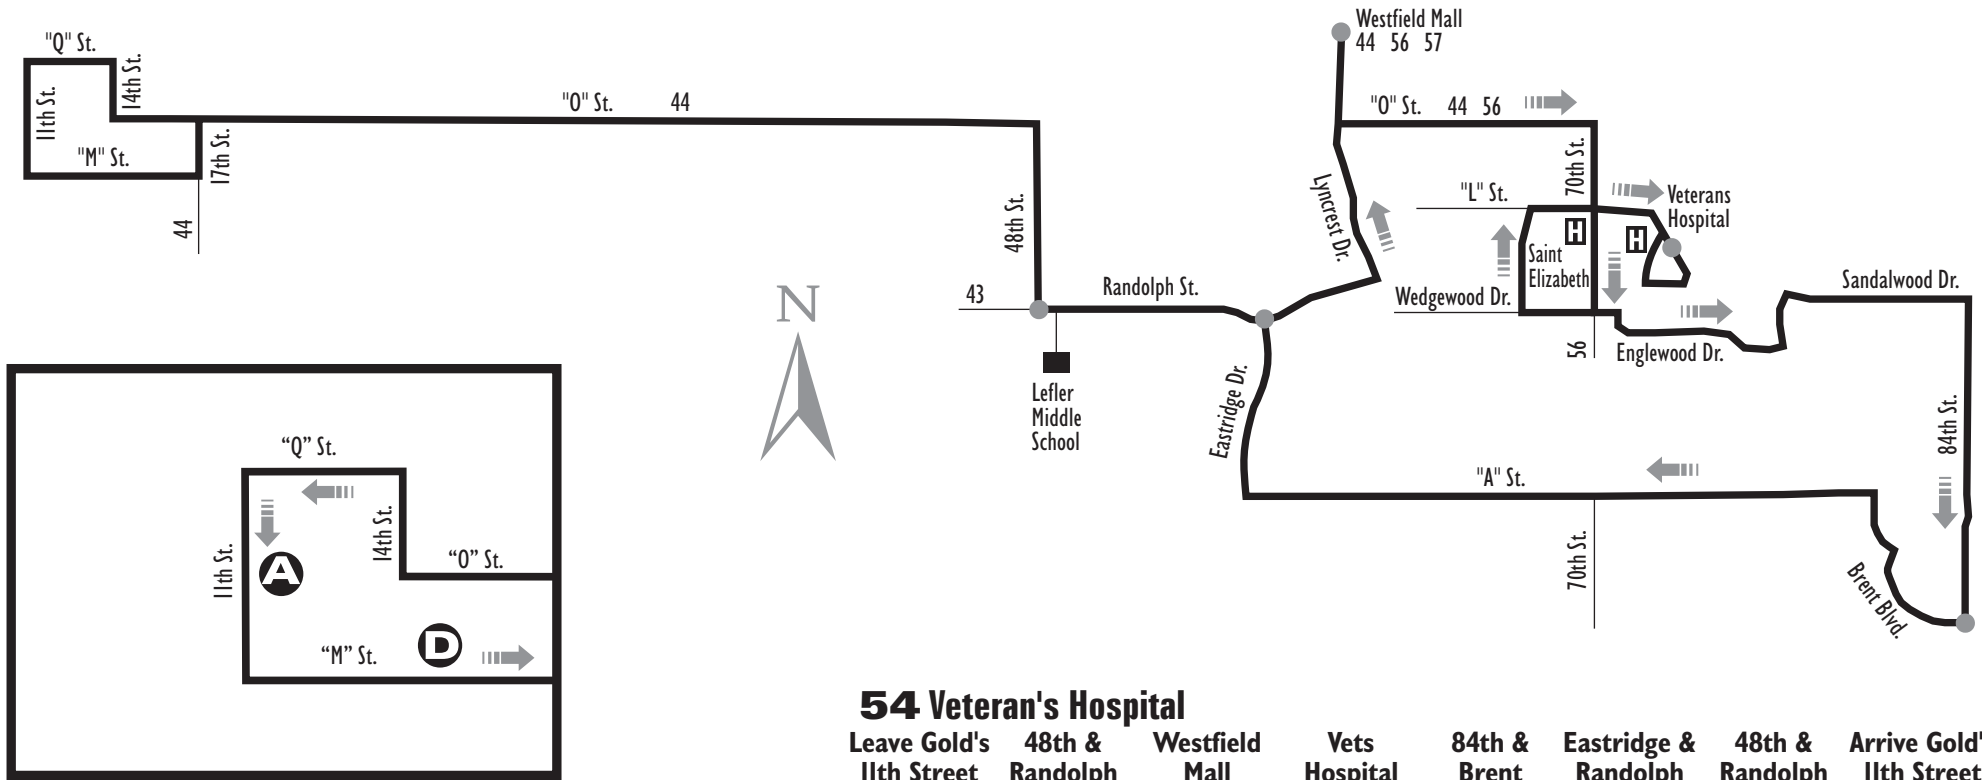 "Q" St.
14th St.
11th St.
"M" St.
17th St.
44
"O" St. 44
48th St.
43
Randolph St.
Lefler
Middle
School
N
Westfield Mall
44 56 57
"O" St. 44 56
Lyncrest Dr.
70th St.
"L" St.
H
H
Veterans
Hospital
Saint
Elizabeth
Wedgewood Dr.
56
Englewood Dr.
Sandalwood Dr.
84th St.
Eastridge Dr.
"A" St.
70th St.
Brent Blvd.
“Q” St.
14th St.
11th St.
“O” St.
A
“M” St.
D
54 Veteran's Hospital
Leave Gold's 48th & Westfield Vets 84th & Eastridge & 48th & Arrive Gold'
11th Street Randolph Mall Hospital Brent Randolph Randolph 11th Street